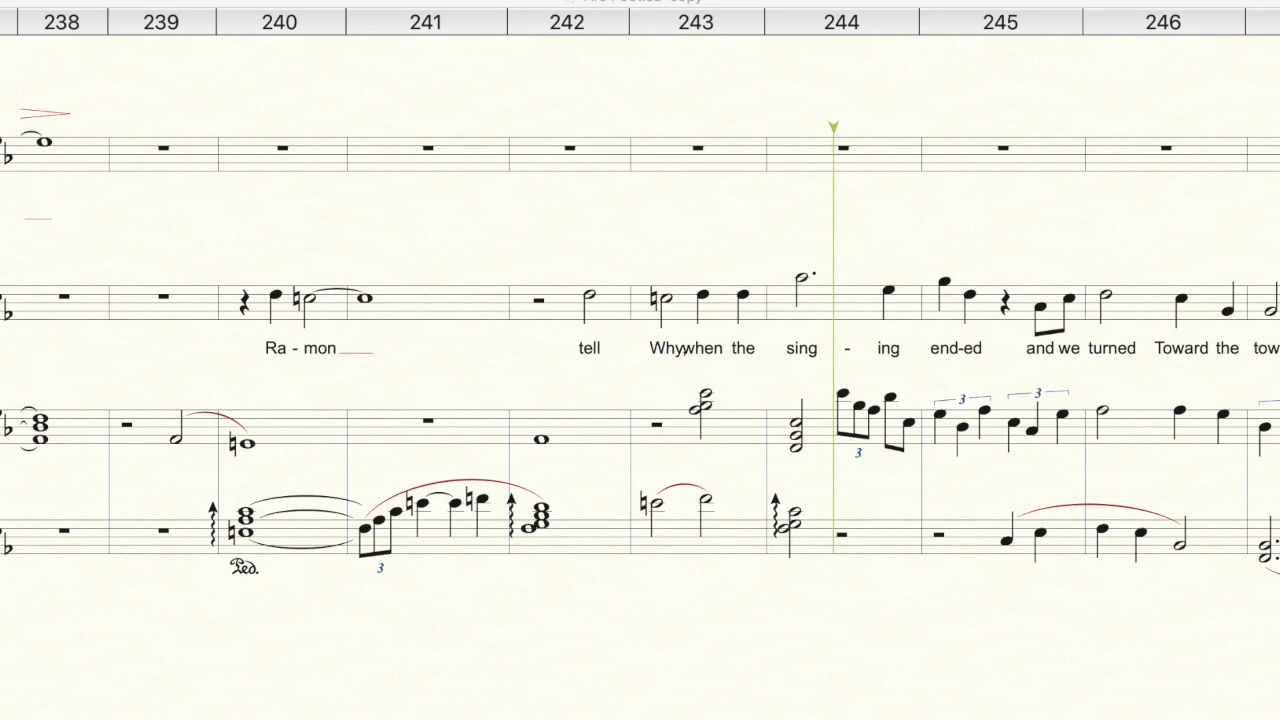 238 239 240 241 242 243 244 245 246
Ra - mon tell Why, when the sing - ing end-ed and we turned Toward the
3 3
3
Ped.
3